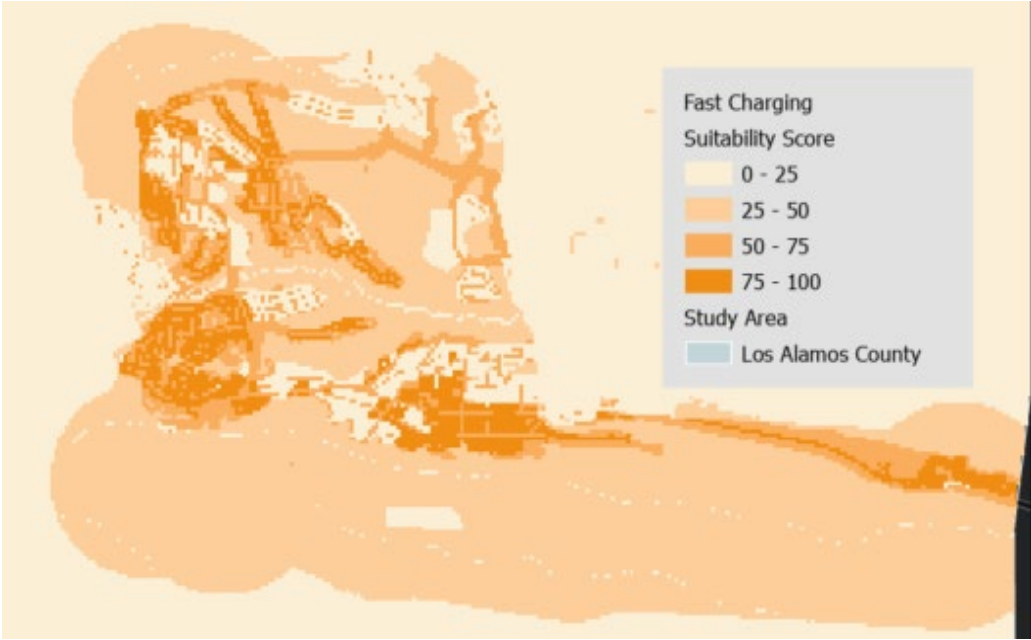 Fast Charging
Suitability Score
0 - 25
25 - 50
50 - 75
75 - 100
Study Area
Los Alamos County